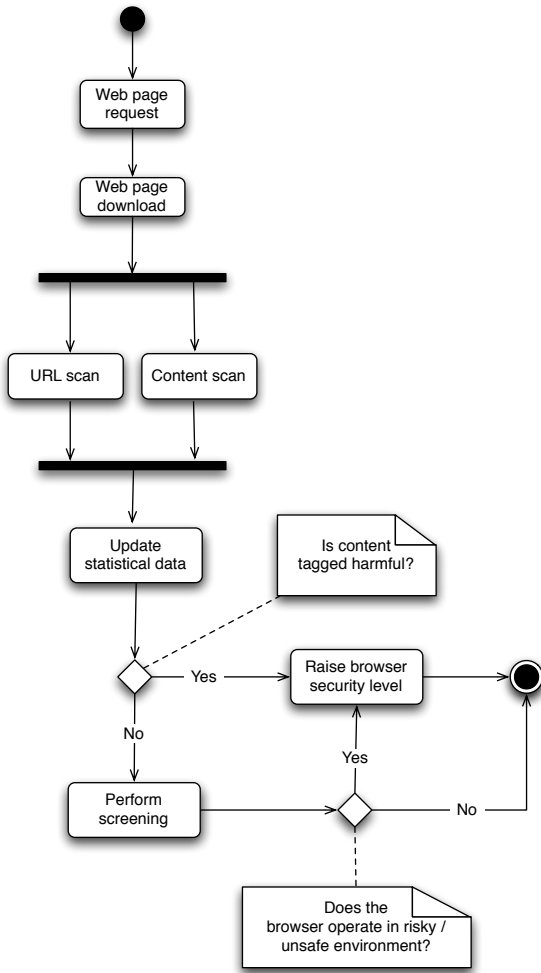 Web page
request
Web page
download
URL scan
Content scan
Update
statistical data
Is content
tagged harmful?
Yes
Raise browser
security level
No
Yes
Perform
screening
No
Does the
browser operate in risky /
unsafe environment?